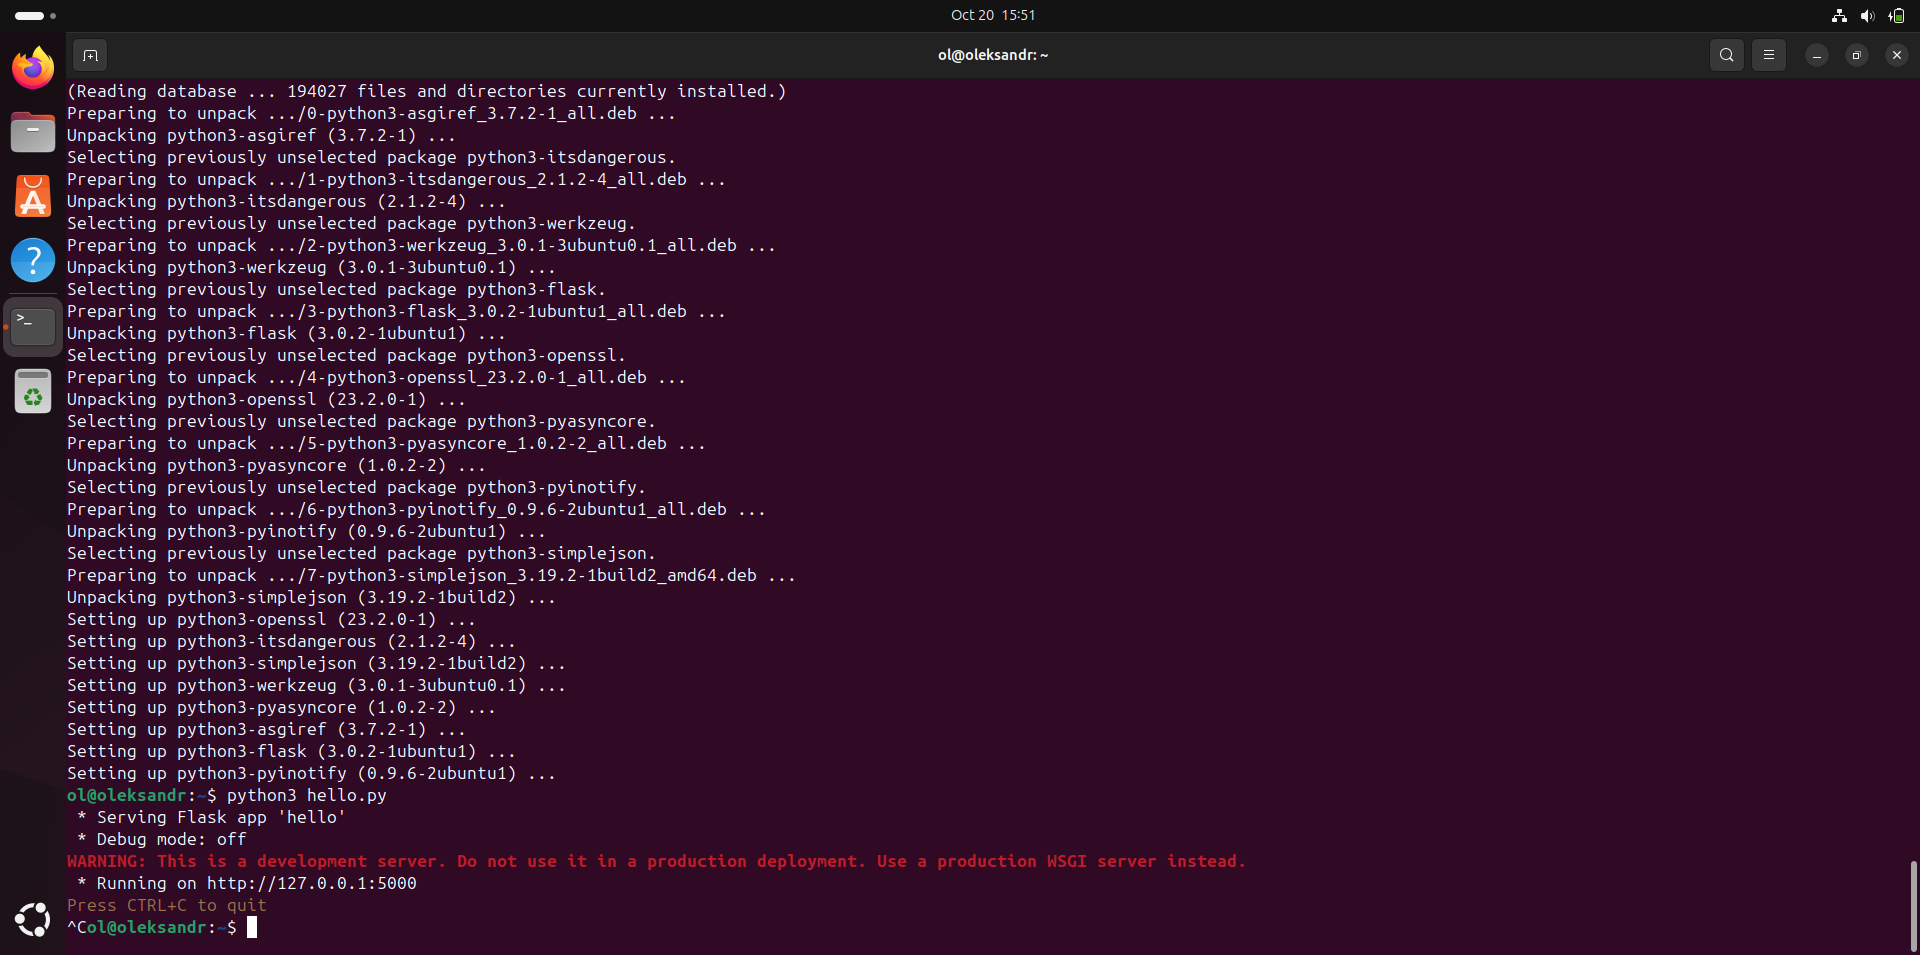 Oct 20 15:51
ol@oleksandr: ~
(Reading database ... 194027 files and directories currently installed.)
Preparing to unpack .../0-python3-asgiref_3.7.2-1_all.deb ...
Unpacking python3-asgiref (3.7.2-1) ...
Selecting previously unselected package python3-itsdangerous.
Preparing to unpack .../1-python3-itsdangerous_2.1.2-4_all.deb ...
Unpacking python3-itsdangerous (2.1.2-4) ...
Selecting previously unselected package python3-werkzeug.
Preparing to unpack .../2-python3-werkzeug_3.0.1-3ubuntu0.1_all.deb ...
Unpacking python3-werkzeug (3.0.1-3ubuntu0.1) ...
Selecting previously unselected package python3-flask.
Preparing to unpack .../3-python3-flask_3.0.2-1ubuntu1_all.deb ...
Unpacking python3-flask (3.0.2-1ubuntu1) ...
Selecting previously unselected package python3-openssl.
Preparing to unpack .../4-python3-openssl_23.2.0-1_all.deb ...
Unpacking python3-openssl (23.2.0-1) ...
Selecting previously unselected package python3-pyasyncore.
Preparing to unpack .../5-python3-pyasyncore_1.0.2-2_all.deb ...
Unpacking python3-pyasyncore (1.0.2-2) ...
Selecting previously unselected package python3-pyinotify.
Preparing to unpack .../6-python3-pyinotify_0.9.6-2ubuntu1_all.deb ...
Unpacking python3-pyinotify (0.9.6-2ubuntu1) ...
Selecting previously unselected package python3-simplejson.
Preparing to unpack .../7-python3-simplejson_3.19.2-1build2_amd64.deb ...
Unpacking python3-simplejson (3.19.2-1build2) ...
Setting up python3-openssl (23.2.0-1) ...
Setting up python3-itsdangerous (2.1.2-4) ...
Setting up python3-simplejson (3.19.2-1build2) ...
Setting up python3-werkzeug (3.0.1-3ubuntu0.1) ...
Setting up python3-pyasyncore (1.0.2-2) ...
Setting up python3-asgiref (3.7.2-1) ...
Setting up python3-flask (3.0.2-1ubuntu1) ...
Setting up python3-pyinotify (0.9.6-2ubuntu1) ...
ol@oleksandr:~$ python3 hello.py
 * Serving Flask app 'hello'
 * Debug mode: off
WARNING: This is a development server. Do not use it in a production deployment. Use a production WSGI server instead.
 * Running on http://127.0.0.1:5000
Press CTRL+C to quit
^Col@oleksandr:~$